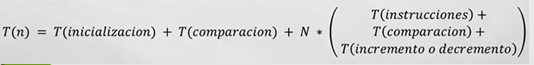 T(n) = T(inicializacion) + T(comparacion) + N * ( T(instrucciones) +
T(comparacion) +
T(incremento o decremento) )